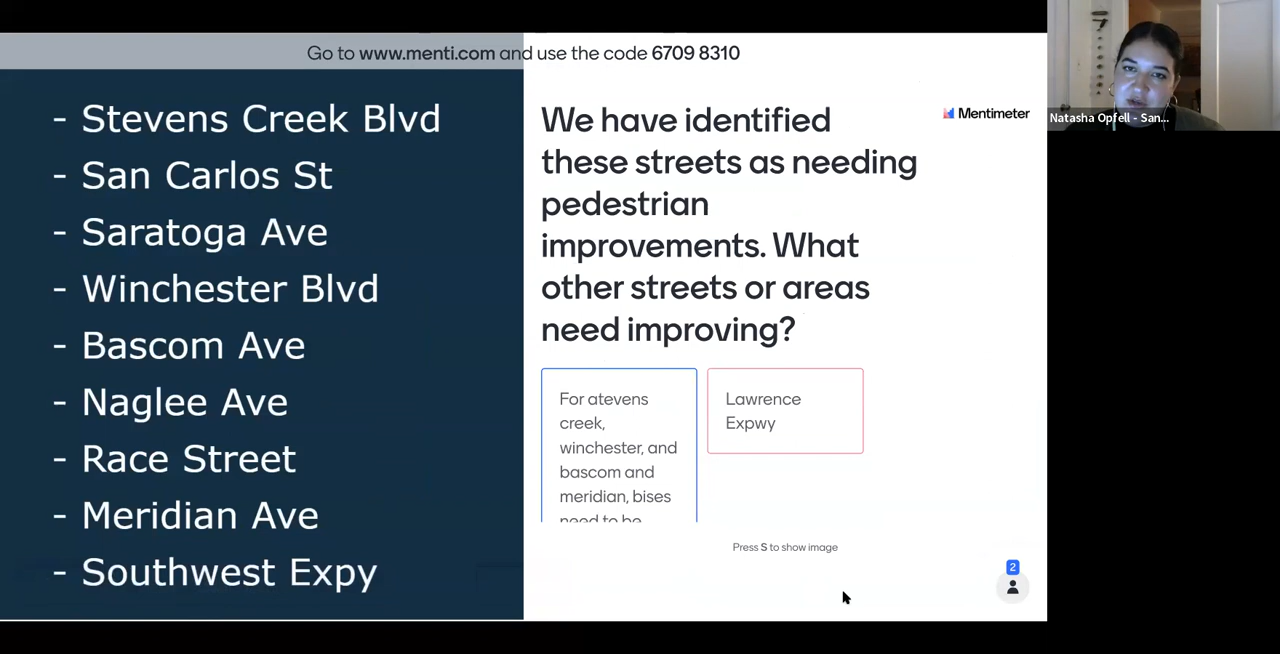 Go to www.menti.com and use the code 6709 8310
- Stevens Creek Blvd
- San Carlos St
- Saratoga Ave
- Winchester Blvd
- Bascom Ave
- Naglee Ave
- Race Street
- Meridian Ave
- Southwest Expy
We have identified
these streets as needing
pedestrian
improvements. What
other streets or areas
need improving?
Mentimeter
For atevens
creek,
winchester, and
bascom and
meridian, bises
need to be
Lawrence
Expwy
Press S to show image
2
Natasha Opfell - San...